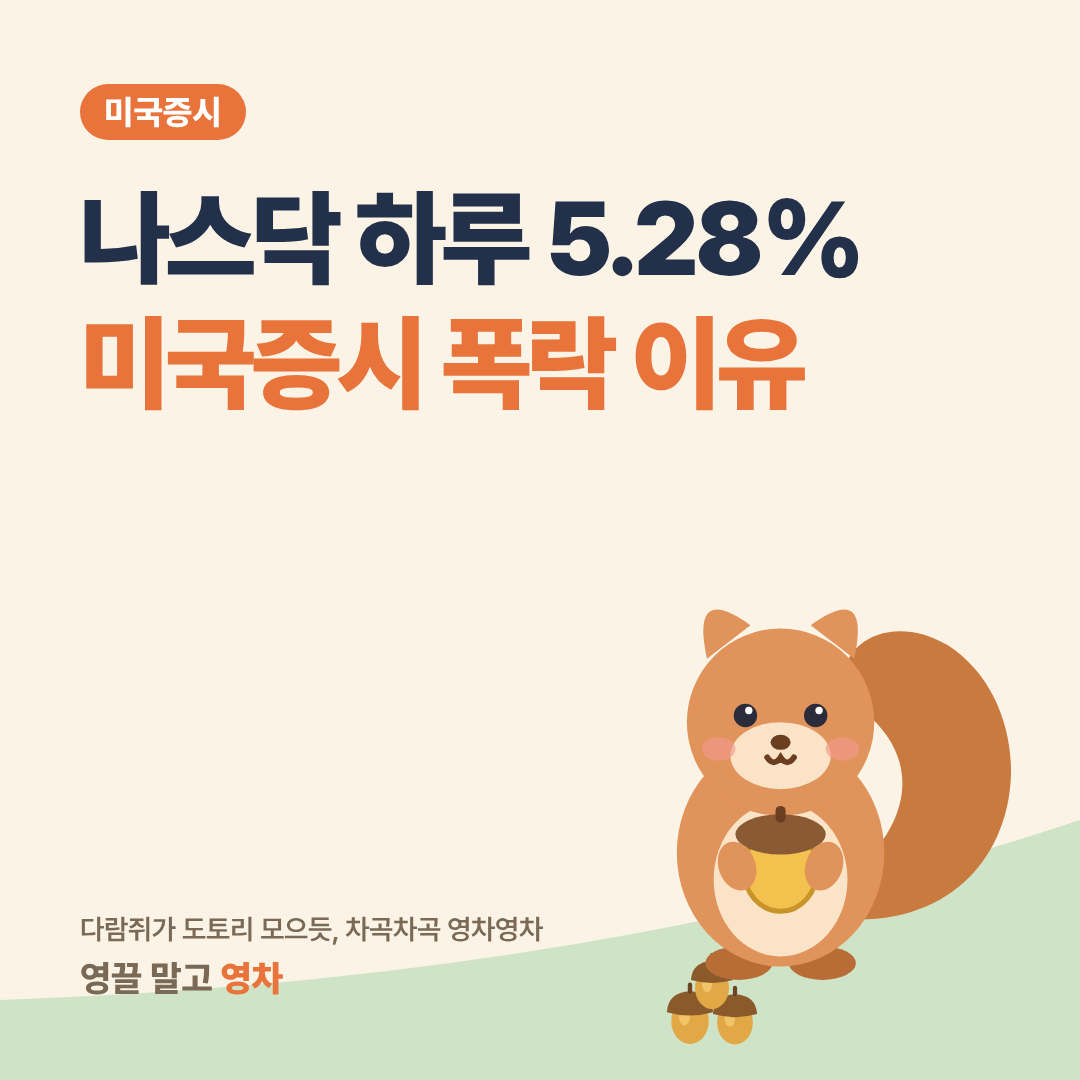 미국증시
나스닥 하루 5.28%
미국증시 폭락 이유
다람쥐가 도토리 모으듯, 차곡차곡 영차영차
영끌 말고 영차